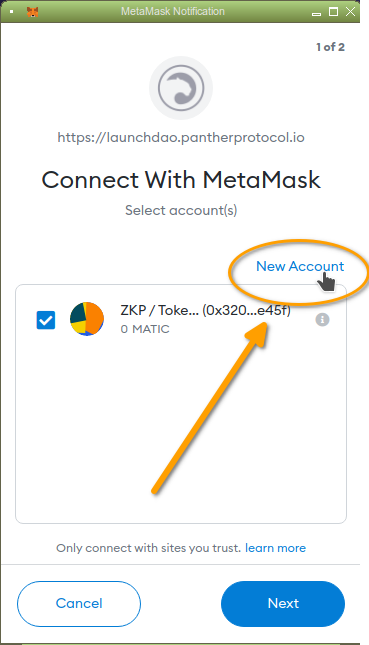 MetaMask Notification
1 of 2
https://launchdao.pantherprotocol.io
Connect With MetaMask
Select account(s)
New Account
ZKP / Toke... (0x320...e45f)
0 MATIC
Only connect with sites you trust. learn more
Cancel
Next